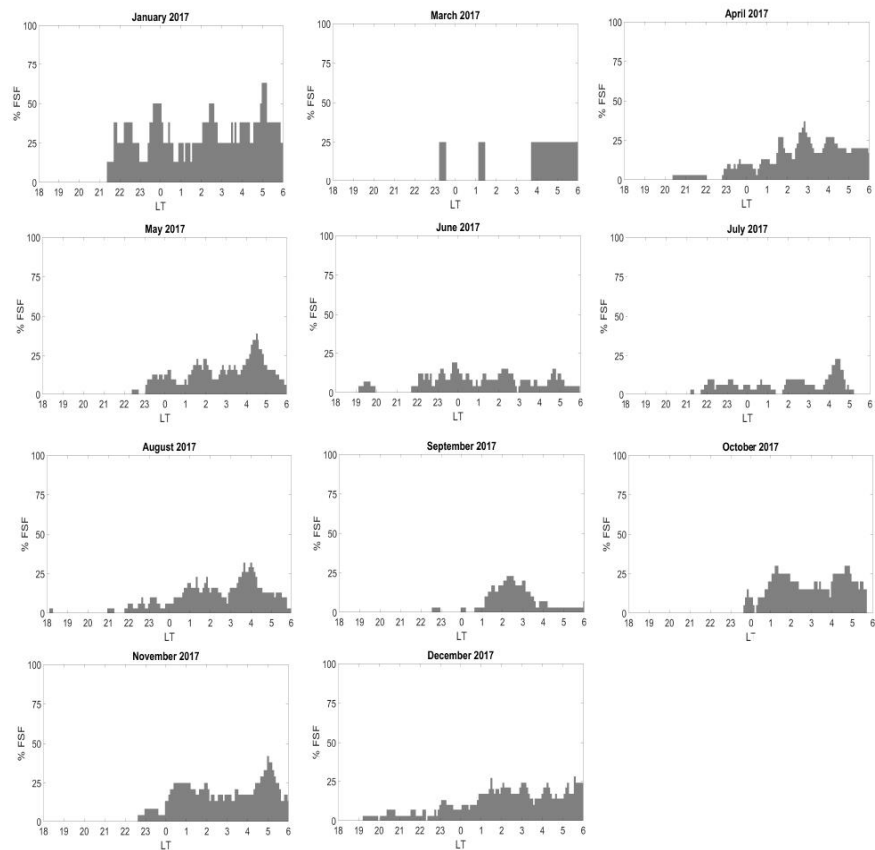 January 2017
% FSF
100
75
50
25
0
18 19 20 21 22 23 0 1 2 3 4 5 6
LT
March 2017
% FSF
100
75
50
25
0
18 19 20 21 22 23 0 1 2 3 4 5 6
LT
April 2017
% FSF
100
75
50
25
0
18 19 20 21 22 23 0 1 2 3 4 5 6
LT
May 2017
% FSF
100
75
50
25
0
18 19 20 21 22 23 0 1 2 3 4 5 6
LT
June 2017
% FSF
100
75
50
25
0
18 19 20 21 22 23 0 1 2 3 4 5 6
LT
July 2017
% FSF
100
75
50
25
0
18 19 20 21 22 23 0 1 2 3 4 5 6
LT
August 2017
% FSF
100
75
50
25
0
18 19 20 21 22 23 0 1 2 3 4 5 6
LT
September 2017
% FSF
100
75
50
25
0
18 19 20 21 22 23 0 1 2 3 4 5 6
LT
October 2017
% FSF
100
75
50
25
0
18 19 20 21 22 23 0 1 2 3 4 5 6
LT
November 2017
% FSF
100
75
50
25
0
18 19 20 21 22 23 0 1 2 3 4 5 6
LT
December 2017
% FSF
100
75
50
25
0
18 19 20 21 22 23 0 1 2 3 4 5 6
LT